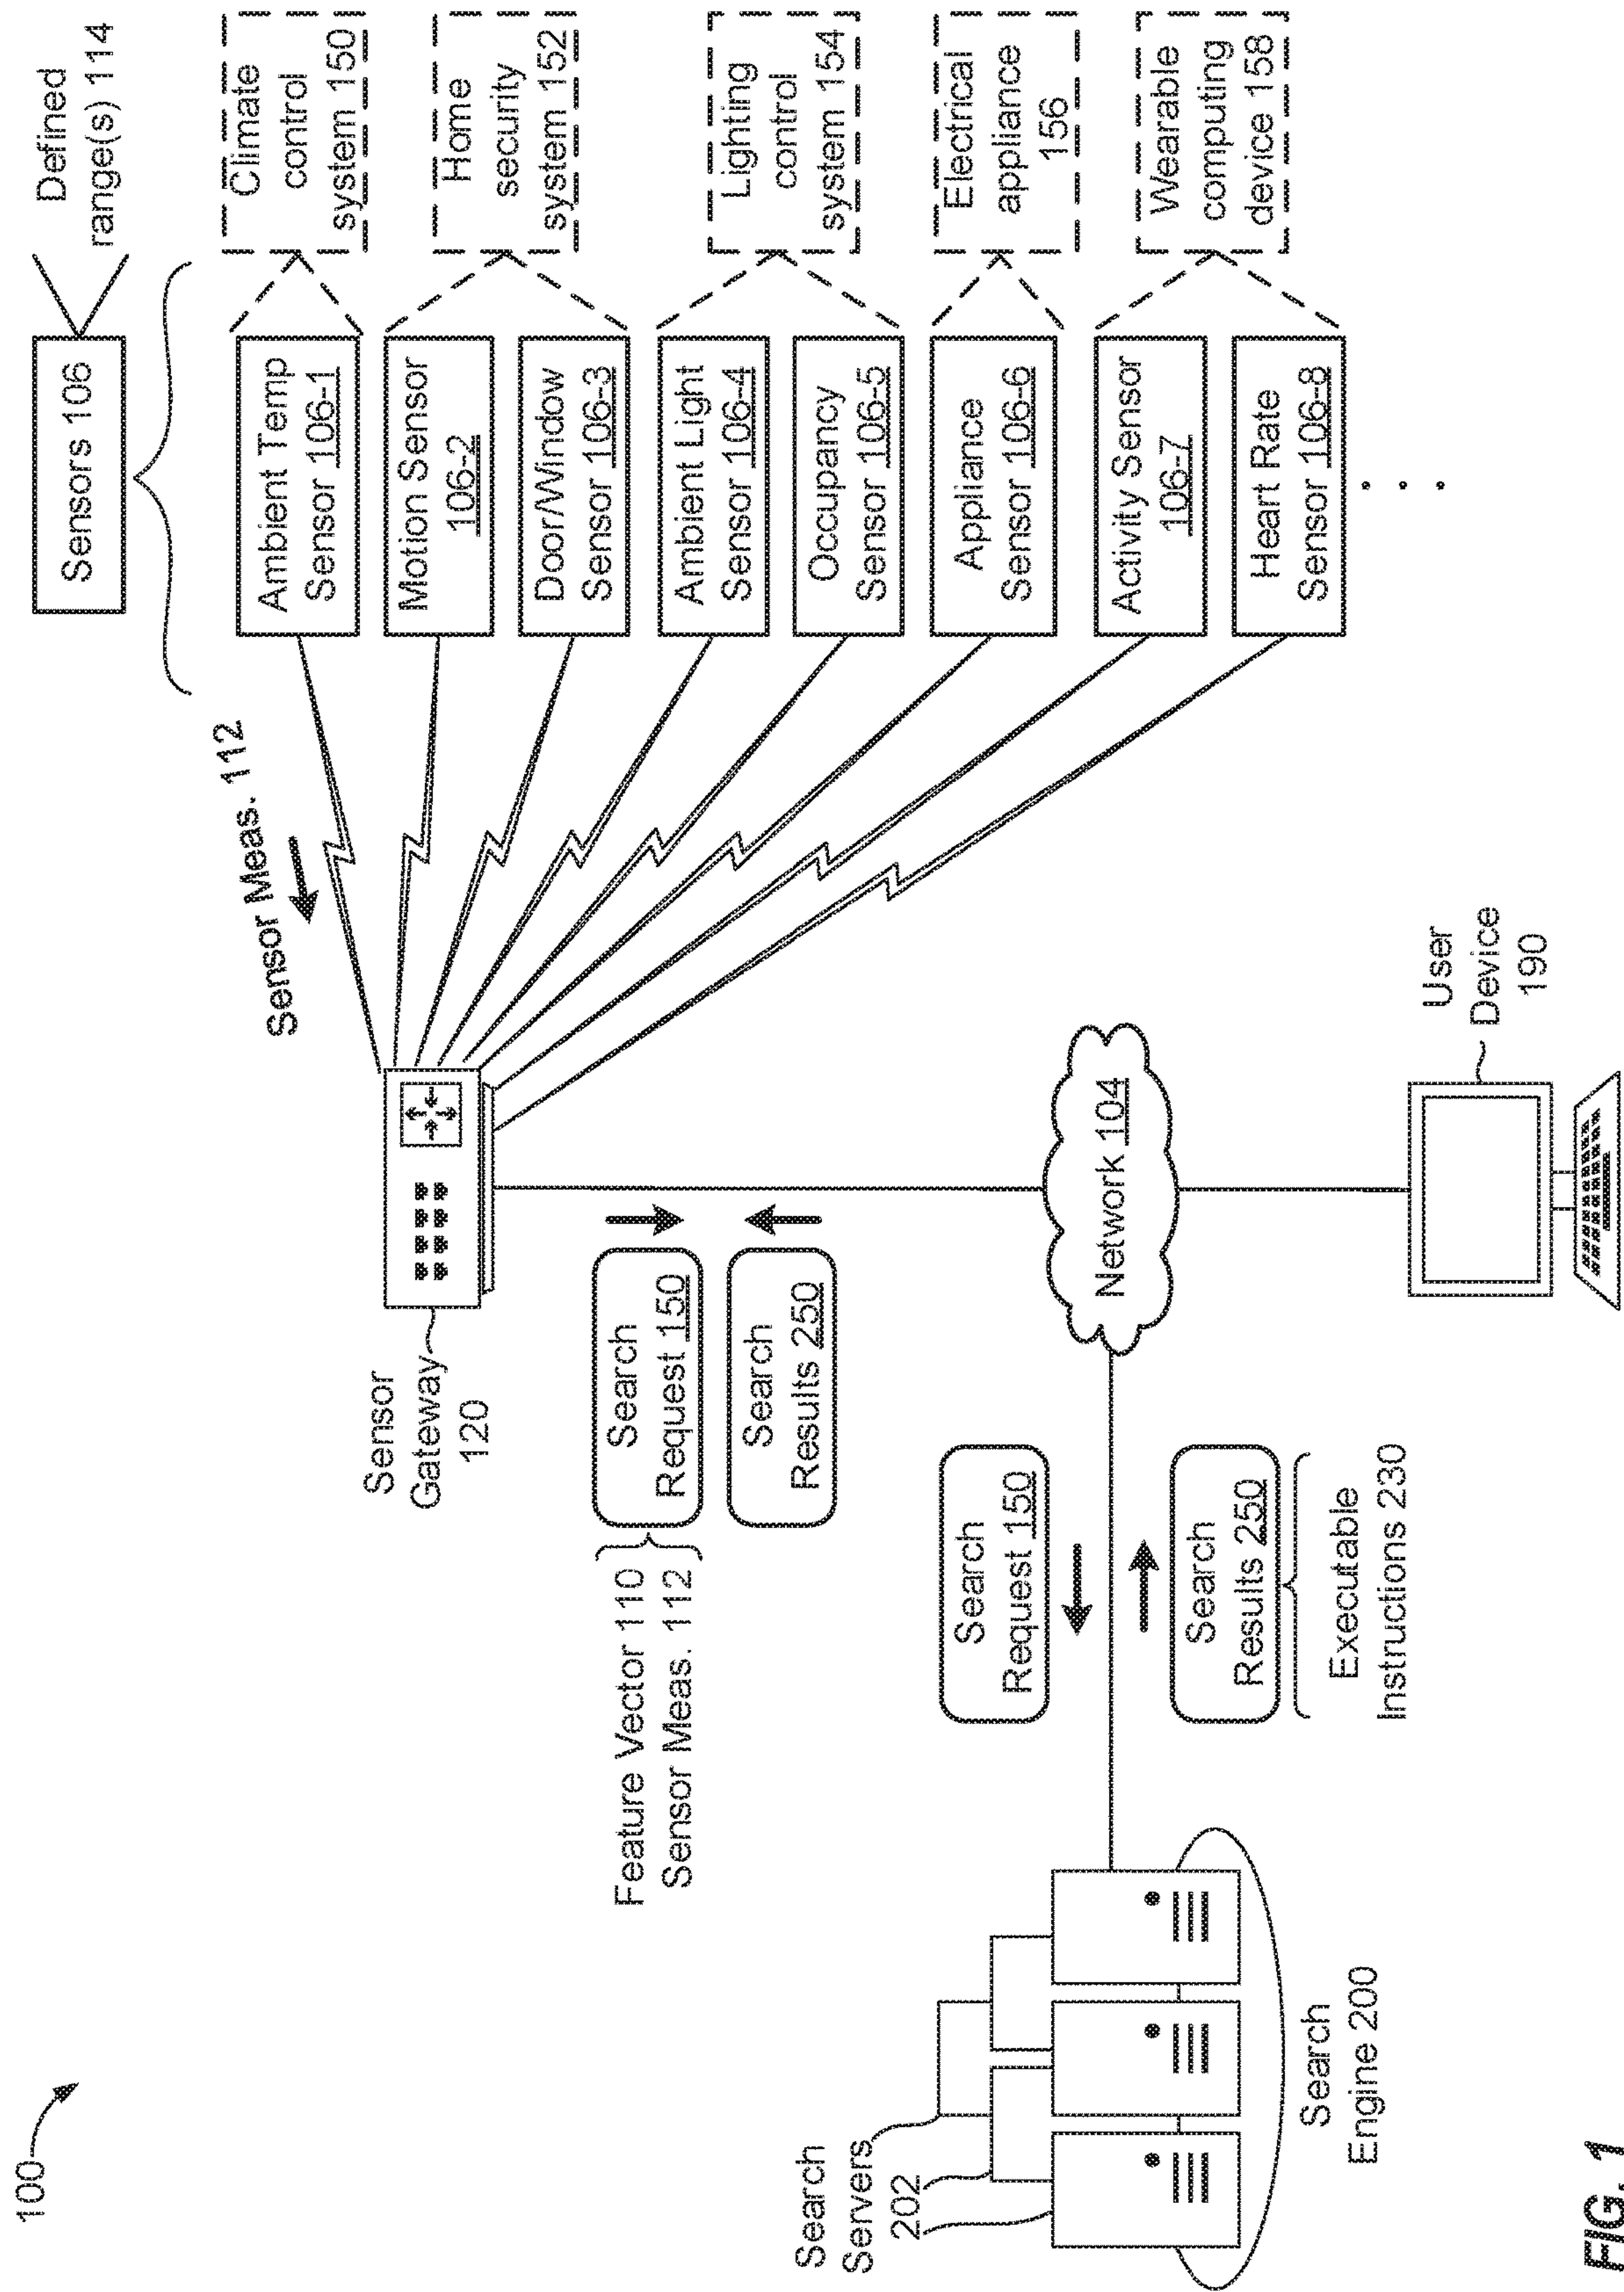 100
Sensors 106
Defined
range(s) 114
Sensor Meas. 112
Ambient Temp
Sensor 106-1
Motion Sensor
106-2
Door/Window
Sensor 106-3
Ambient Light
Sensor 106-4
Occupancy
Sensor 106-5
Appliance
Sensor 106-6
Activity Sensor
106-7
Heart Rate
Sensor 106-8
Climate
control
system 150
Home
security
system 152
Lighting
control
system 154
Electrical
appliance
156
Wearable
computing
device 158
Sensor
Gateway
120
Feature Vector 110
Sensor Meas. 112
Search
Request 150
Search
Results 250
Network 104
Search
Request 150
Search
Results 250
Executable
Instructions 230
User
Device
190
Search
Servers
202
Search
Engine 200
FIG. 1